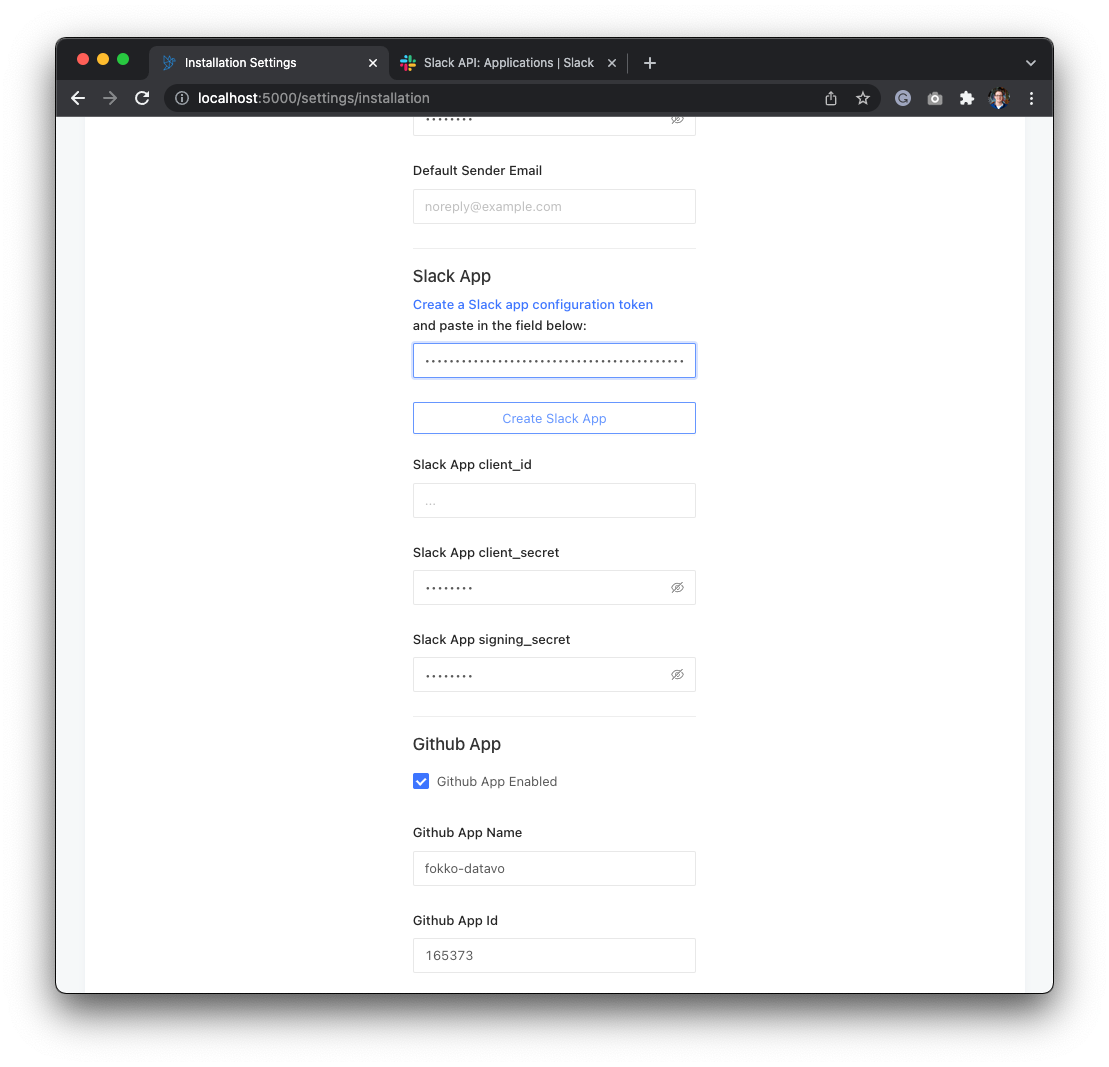 Installation Settings
Slack API: Applications | Slack
localhost:5000/settings/installation
••••••••
Default Sender Email
noreply@example.com
Slack App
Create a Slack app configuration token
and paste in the field below:
•••••••••••••••••••••••••••••••••••••••••••
Create Slack App
Slack App client_id
...
Slack App client_secret
••••••••
Slack App signing_secret
••••••••
Github App
Github App Enabled
Github App Name
fokko-datavo
Github App Id
165373